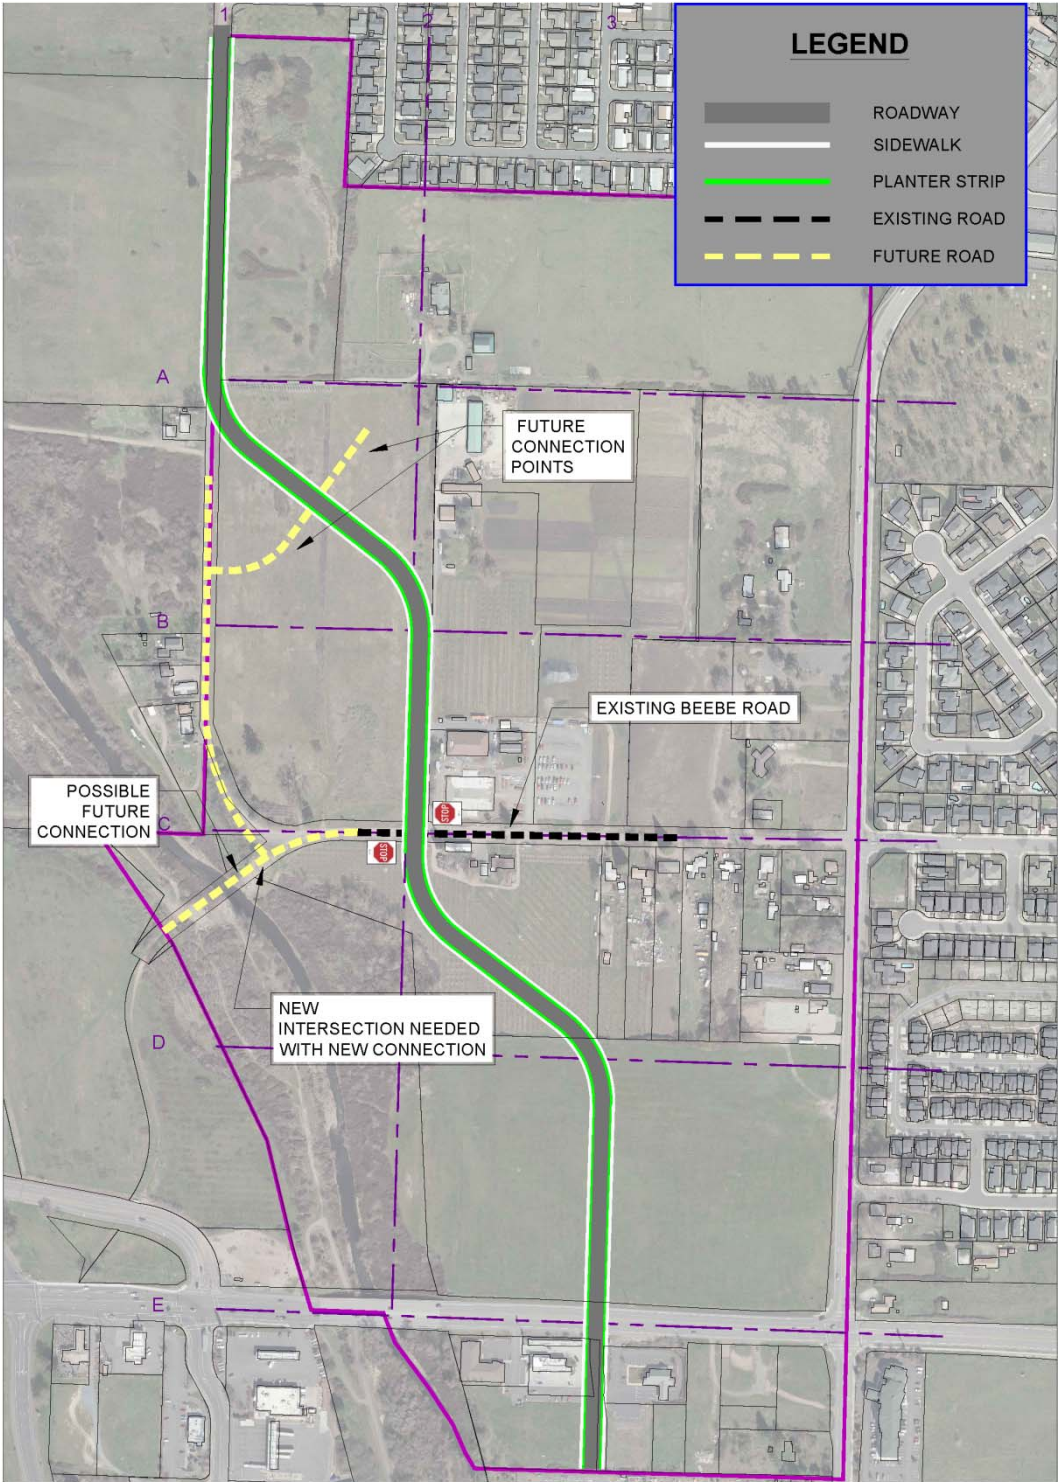 1
2
3
LEGEND
ROADWAY
SIDEWALK
PLANTER STRIP
EXISTING ROAD
FUTURE ROAD
A
FUTURE
CONNECTION
POINTS
B
EXISTING BEEBE ROAD
POSSIBLE
FUTURE
CONNECTION
C
STOP
STOP
NEW
INTERSECTION NEEDED
WITH NEW CONNECTION
D
E